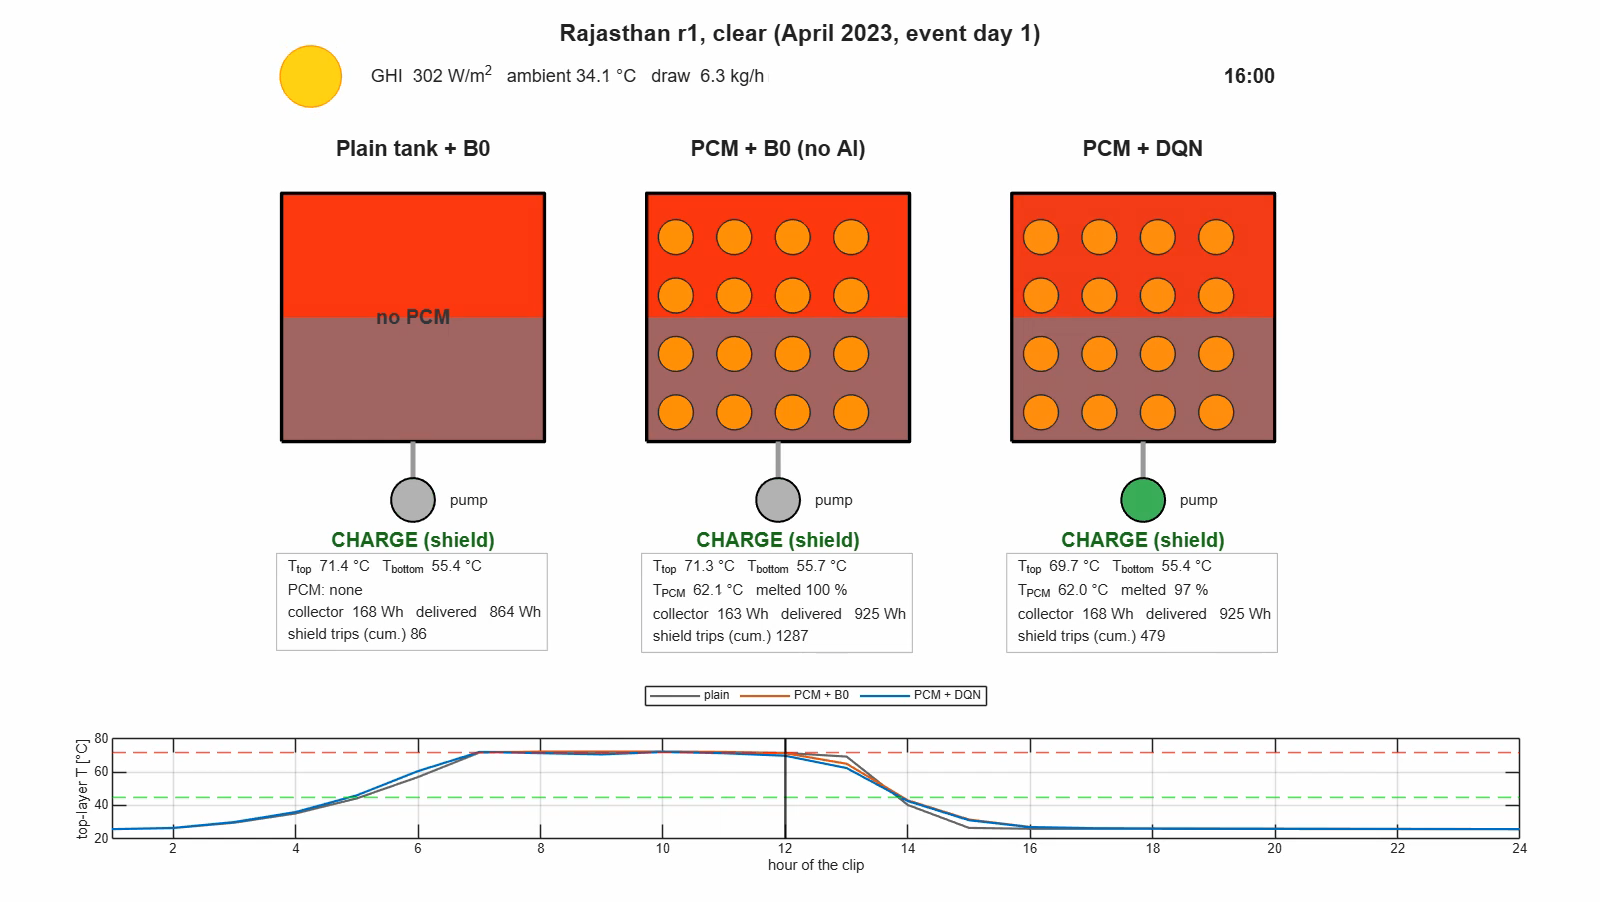 Rajasthan r1, clear (April 2023, event day 1)
GHI  302 W/m²   ambient 34.1 °C   draw  6.3 kg/h
16:00
Plain tank + B0
PCM + B0 (no AI)
PCM + DQN
no PCM
pump
pump
pump
CHARGE (shield)
CHARGE (shield)
CHARGE (shield)
Ttop  71.4 °C   Tbottom  55.4 °C
PCM: none
collector  168 Wh   delivered   864 Wh
shield trips (cum.) 86
Ttop  71.3 °C   Tbottom  55.7 °C
TPCM  62.1 °C   melted 100 %
collector  163 Wh   delivered   925 Wh
shield trips (cum.) 1287
Ttop  69.7 °C   Tbottom  55.4 °C
TPCM  62.0 °C   melted  97 %
collector  168 Wh   delivered   925 Wh
shield trips (cum.) 479
plain   PCM + B0   PCM + DQN
top-layer T [°C]
80
60
40
20
2 4 6 8 10 12 14 16 18 20 22 24
hour of the clip